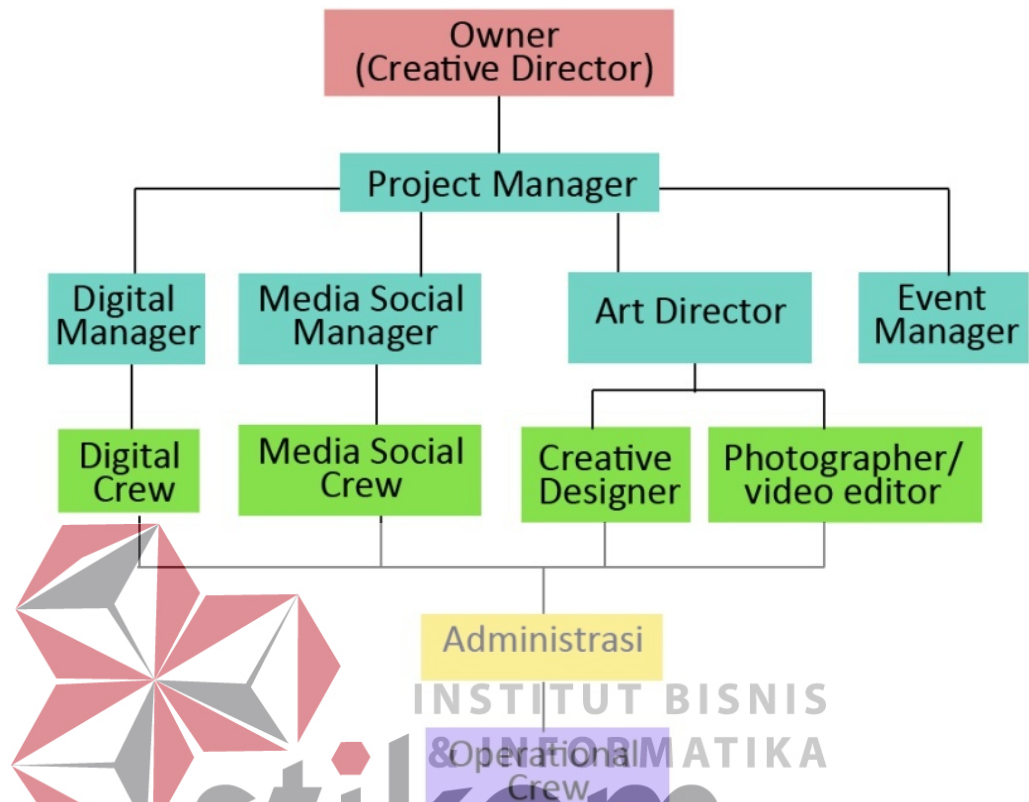 Owner
(Creative Director)
Project Manager
Digital
Manager
Media Social
Manager
Art Director
Event
Manager
Digital
Crew
Media Social
Crew
Creative
Designer
Photographer/
video editor
Administrasi
INSTITUT BISNIS
& INFORMATIKA
Operational
Crew
stikom